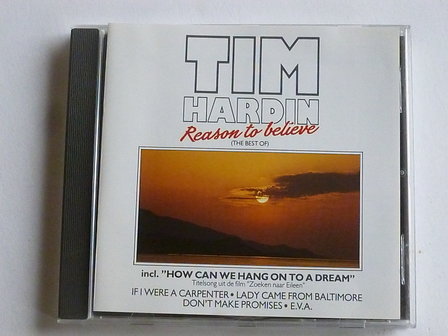 TIM
HARDIN
Reason to believe
(THE BEST OF)
incl. "HOW CAN WE HANG ON TO A DREAM"
Titelsong uit de film "Zoeken naar Eileen"
IF I WERE A CARPENTER • LADY CAME FROM BALTIMORE
DON'T MAKE PROMISES • E.V.A.